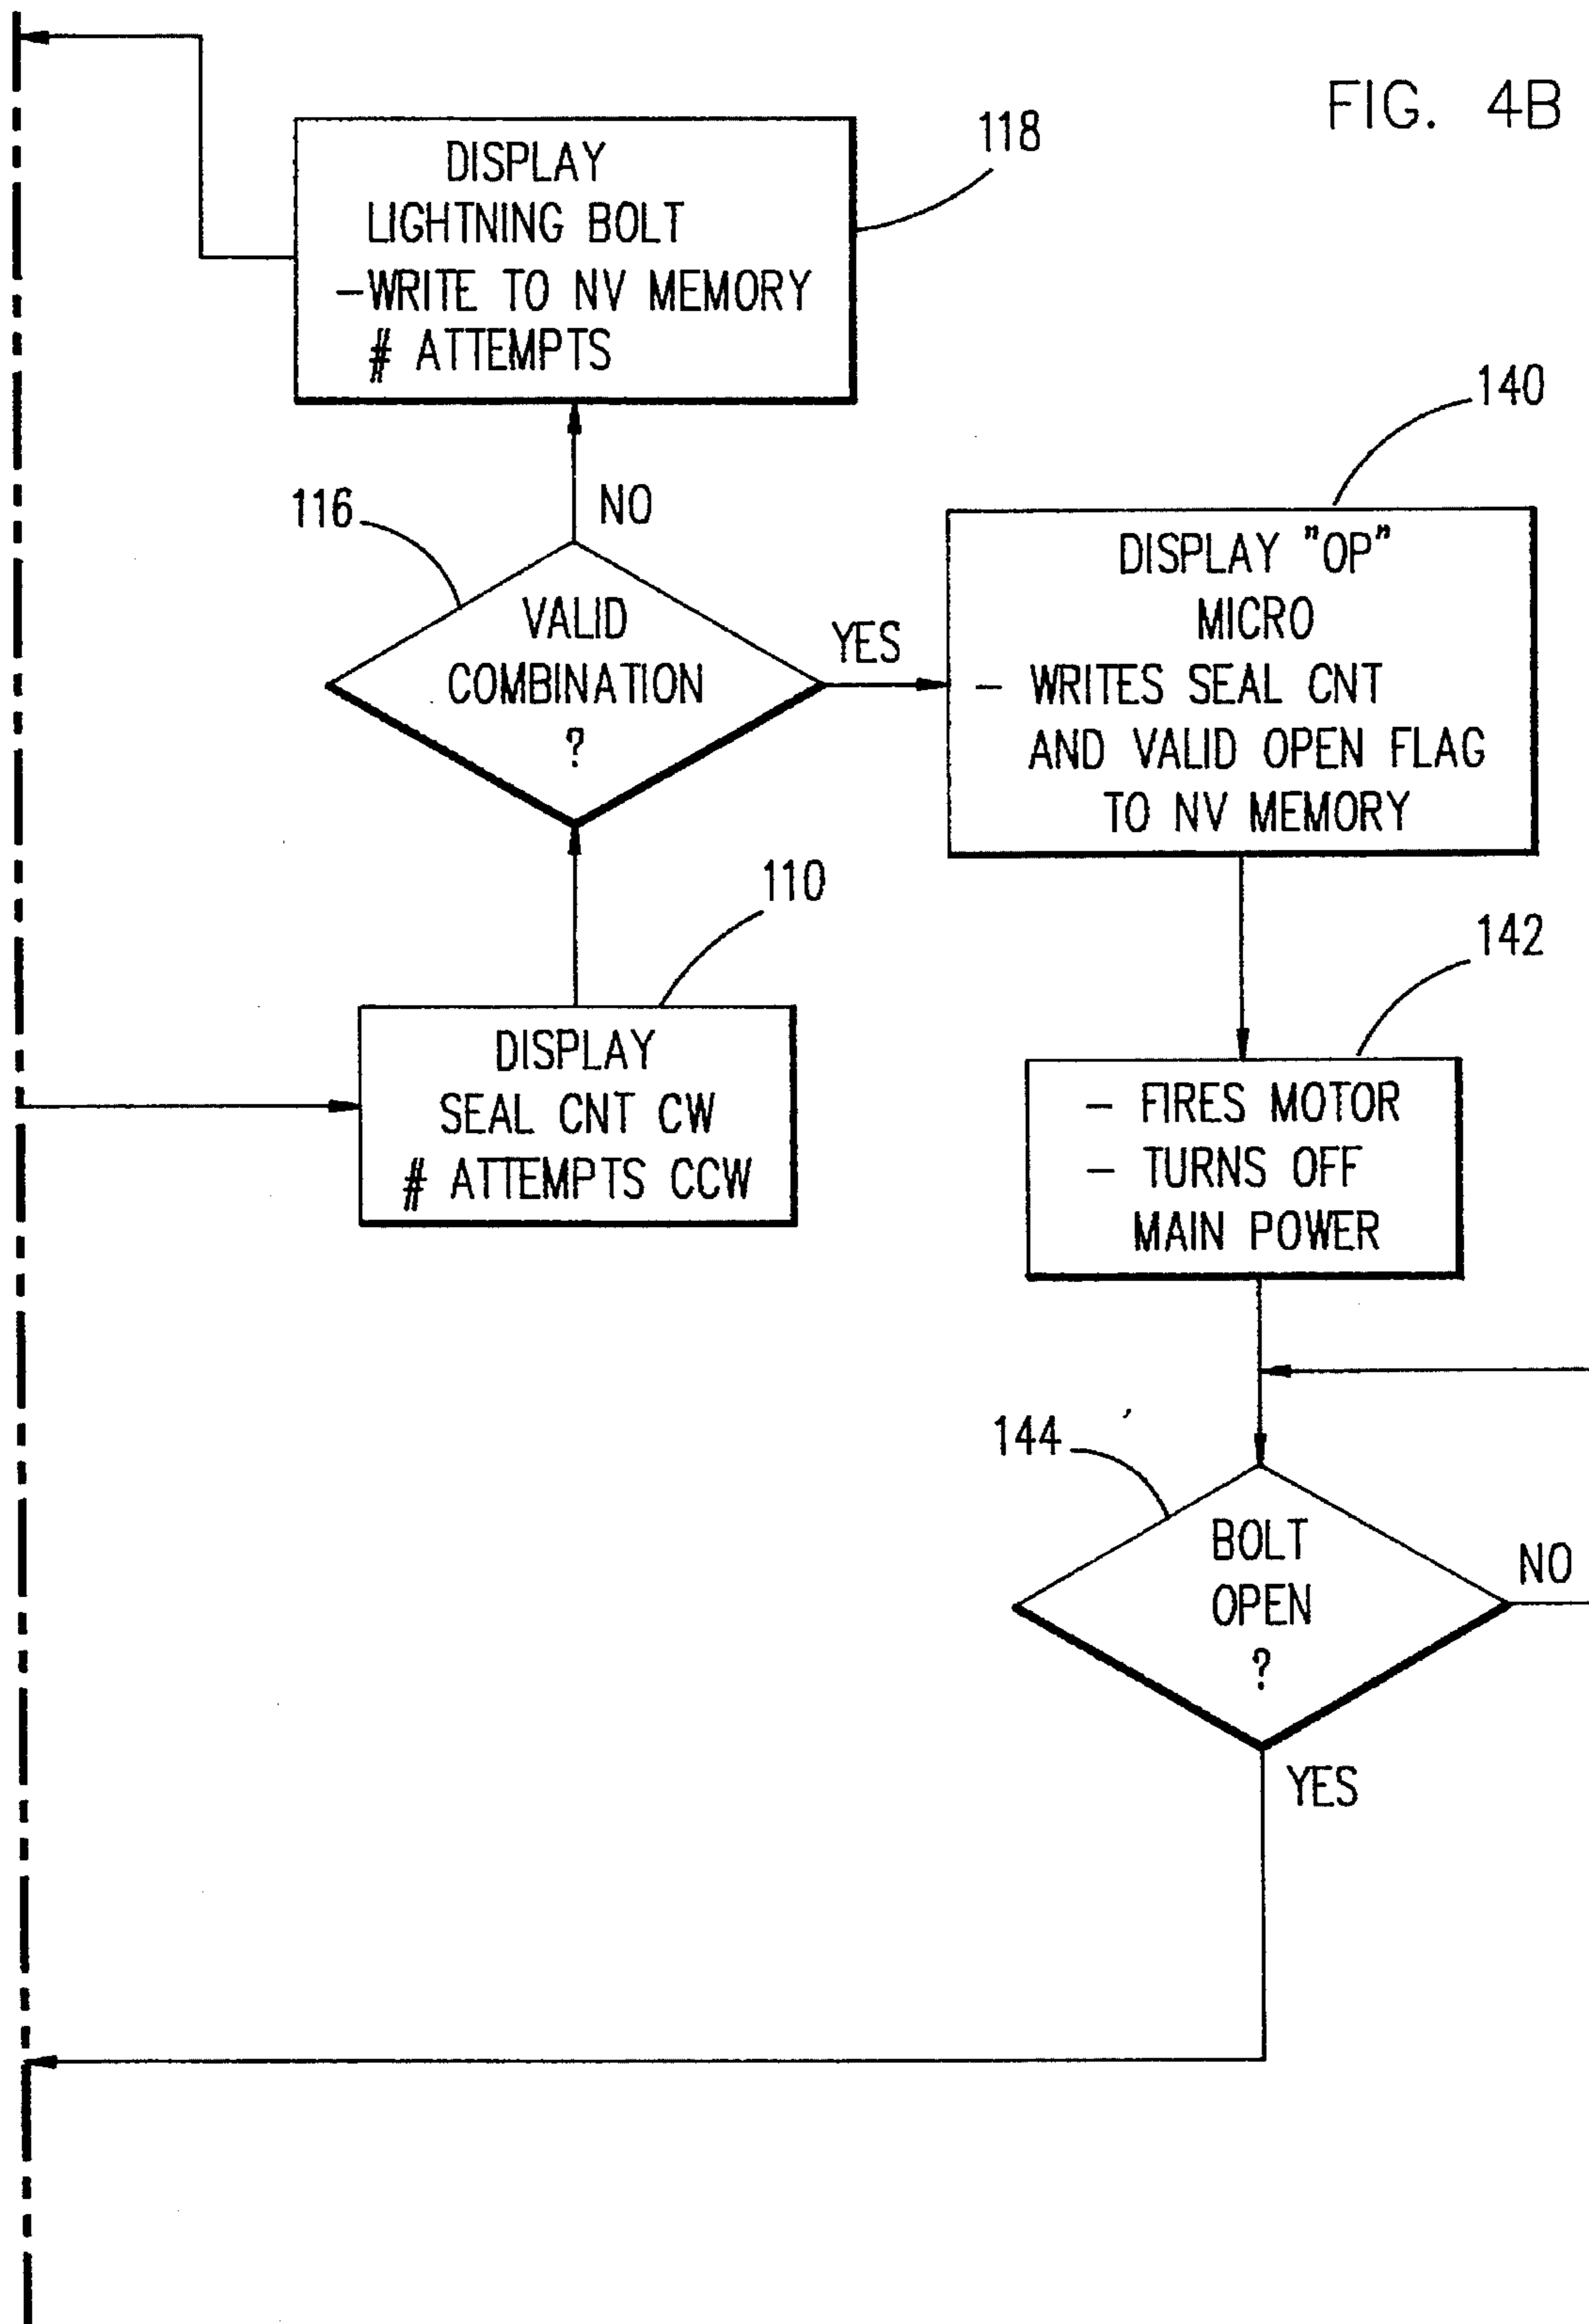 FIG. 4B
118
DISPLAY
LIGHTNING BOLT
-WRITE TO NV MEMORY
# ATTEMPTS
NO
116
VALID
COMBINATION
?
YES
140
DISPLAY "OP"
MICRO
- WRITES SEAL CNT
AND VALID OPEN FLAG
TO NV MEMORY
110
DISPLAY
SEAL CNT CW
# ATTEMPTS CCW
142
- FIRES MOTOR
- TURNS OFF
MAIN POWER
144
BOLT
OPEN
?
NO
YES